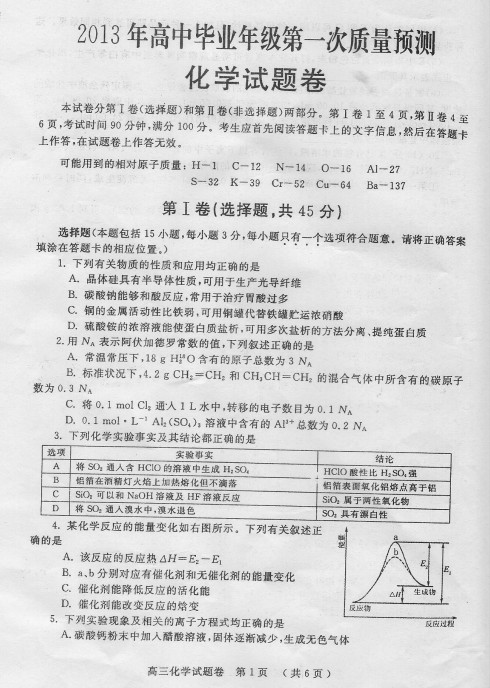 2013年高中毕业年级第一次质量预测
化学试题卷
本试卷分第Ⅰ卷(选择题)和第Ⅱ卷(非选择题)两部分。第Ⅰ卷1至4页,第Ⅱ卷4至
6页,考试时间90分钟,满分100分。考生应首先阅读答题卡上的文字信息,然后在答题卡
上作答,在试题卷上作答无效。
可能用到的相对原子质量:H-1 C-12 N-14 O-16 Al-27
S-32 K-39 Cr-52 Cu-64 Ba-137
第Ⅰ卷(选择题,共45分)
选择题(本题包括15小题,每小题3分,每小题只有一个选项符合题意。请将正确答案
填涂在答题卡的相应位置。)
1. 下列有关物质的性质和应用均正确的是
A. 晶体硅具有半导体性质,可用于生产光导纤维
B. 碳酸钠能够和酸反应,常用于治疗胃酸过多
C. 铜的金属活动性比铁弱,可用铜罐代替铁罐贮运浓硝酸
D. 硫酸铵的浓溶液能使蛋白质盐析,可用多次盐析的方法分离、提纯蛋白质
2. 用 N_A 表示阿伏加德罗常数的值,下列叙述正确的是
A. 常温常压下,18 g H₂¹⁸O 含有的原子总数为 3 N_A
B. 标准状况下,4.2 g CH₂=CH₂ 和 CH₃CH=CH₂ 的混合气体中所含有的碳原子
数为 0.3 N_A
C. 将 0.1 mol Cl₂ 通入 1 L 水中,转移的电子数目为 0.1 N_A
D. 0.1 mol·L⁻¹ Al₂(SO₄)₃ 溶液中含有的 Al³⁺ 总数为 0.2 N_A
3. 下列化学实验事实及其结论都正确的是
选项 实验事实 结论
A 将 SO₂ 通入含 HClO 的溶液中生成 H₂SO₄ HClO 酸性比 H₂SO₄ 强
B 铝箔在酒精灯火焰上加热熔化但不滴落 铝箔表面氧化铝熔点高于铝
C SiO₂ 可以和 NaOH 溶液及 HF 溶液反应 SiO₂ 属于两性氧化物
D 将 SO₂ 通入溴水中,溴水退色 SO₂ 具有漂白性
4. 某化学反应的能量变化如右图所示。下列有关叙述正
确的是
A. 该反应的反应热 △H=E₂-E₁
B. a、b 分别对应有催化剂和无催化剂的能量变化
C. 催化剂能降低反应的活化能
D. 催化剂能改变反应的焓变
能量
a
b
E₂
E₁
△H
生成物
反应物
反应过程
5. 下列实验现象及相关的离子方程式均正确的是
A. 碳酸钙粉末中加入醋酸溶液,固体逐渐减少,生成无色气体
高三化学试题卷 第1页 (共6页)